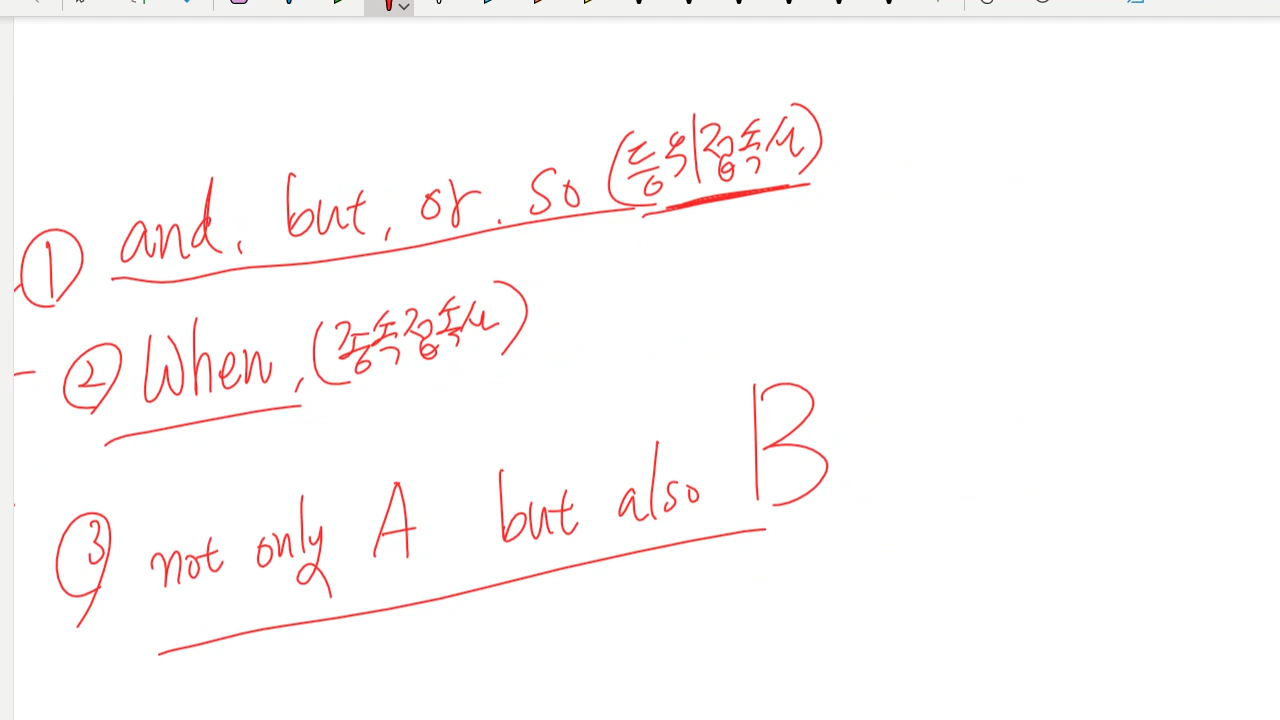 ① and, but, or, so (등위접속사)
② When, (종속접속사)
③ not only A but also B